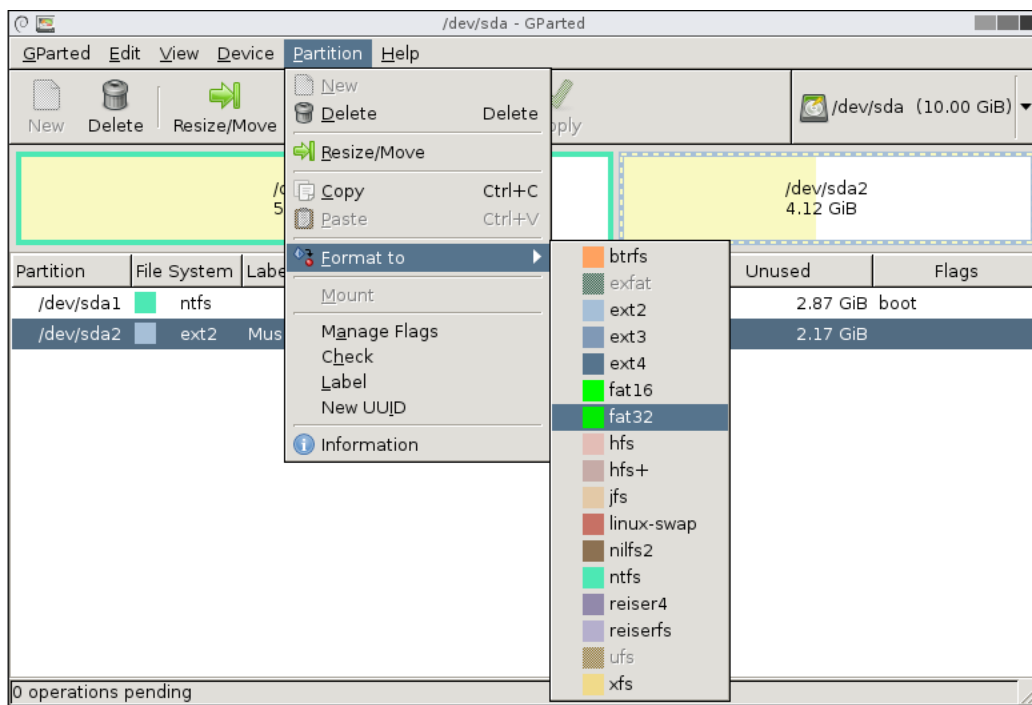 /dev/sda - GParted
GParted Edit View Device Partition Help
New Delete Resize/Move
/dev/sda (10.00 GiB)
New
Delete Delete
Resize/Move
Copy Ctrl+C
Paste Ctrl+V
Format to
Mount
Manage Flags
Check
Label
New UUID
Information
/dev/sda2
4.12 GiB
Partition File System Labe Unused Flags
/dev/sda1 ntfs 2.87 GiB boot
/dev/sda2 ext2 Mus 2.17 GiB
btrfs
exfat
ext2
ext3
ext4
fat16
fat32
hfs
hfs+
jfs
linux-swap
nilfs2
ntfs
reiser4
reiserfs
ufs
xfs
0 operations pending